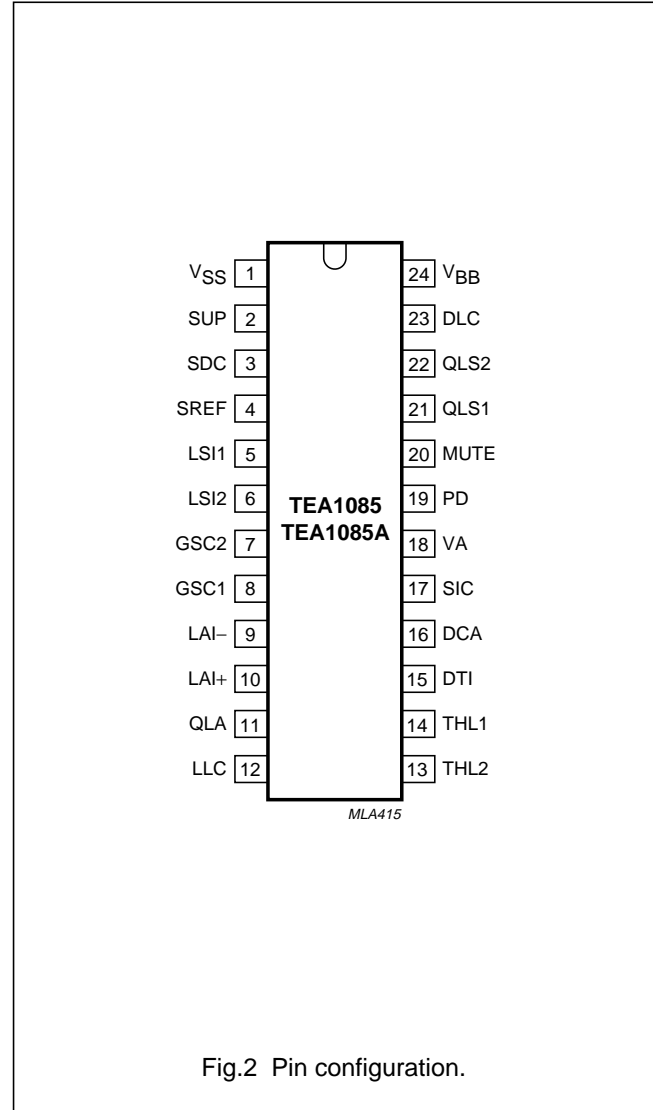 VSS 1 24 VBB
SUP 2 23 DLC
SDC 3 22 QLS2
SREF 4 21 QLS1
LSI1 5 20 MUTE
LSI2 6 19 PD
TEA1085
TEA1085A
GSC2 7 18 VA
GSC1 8 17 SIC
LAI− 9 16 DCA
LAI+ 10 15 DTI
QLA 11 14 THL1
LLC 12 13 THL2
MLA415
Fig.2 Pin configuration.